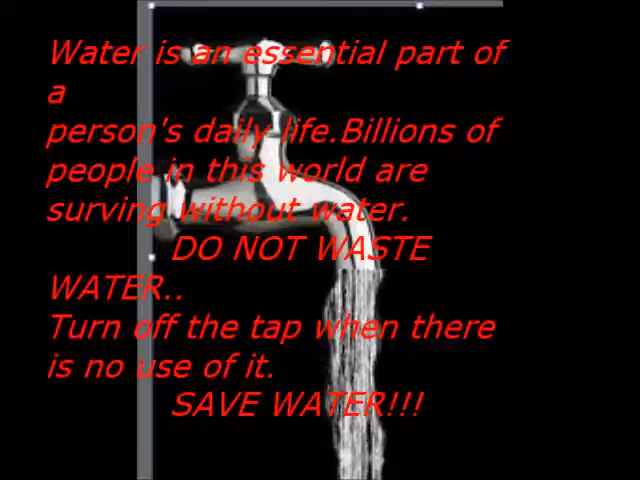 Water is an essential part of
a
person's daily life.Billions of
people in this world are
surving without water.
DO NOT WASTE
WATER..
Turn off the tap when there
is no use of it.
SAVE WATER!!!